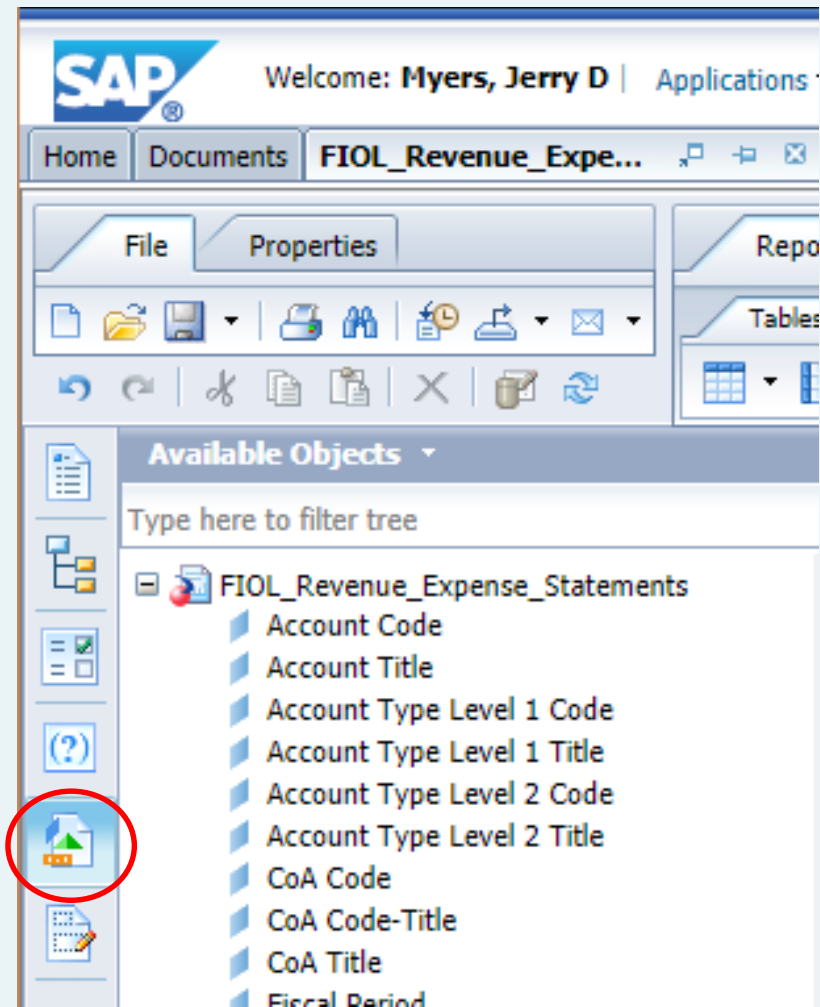 SAP®
Welcome: Myers, Jerry D | Applications
Home Documents FIOL_Revenue_Expe...
File Properties
Repo
Tables
Available Objects
Type here to filter tree
FIOL_Revenue_Expense_Statements
Account Code
Account Title
Account Type Level 1 Code
Account Type Level 1 Title
Account Type Level 2 Code
Account Type Level 2 Title
CoA Code
CoA Code-Title
CoA Title
Fiscal Period